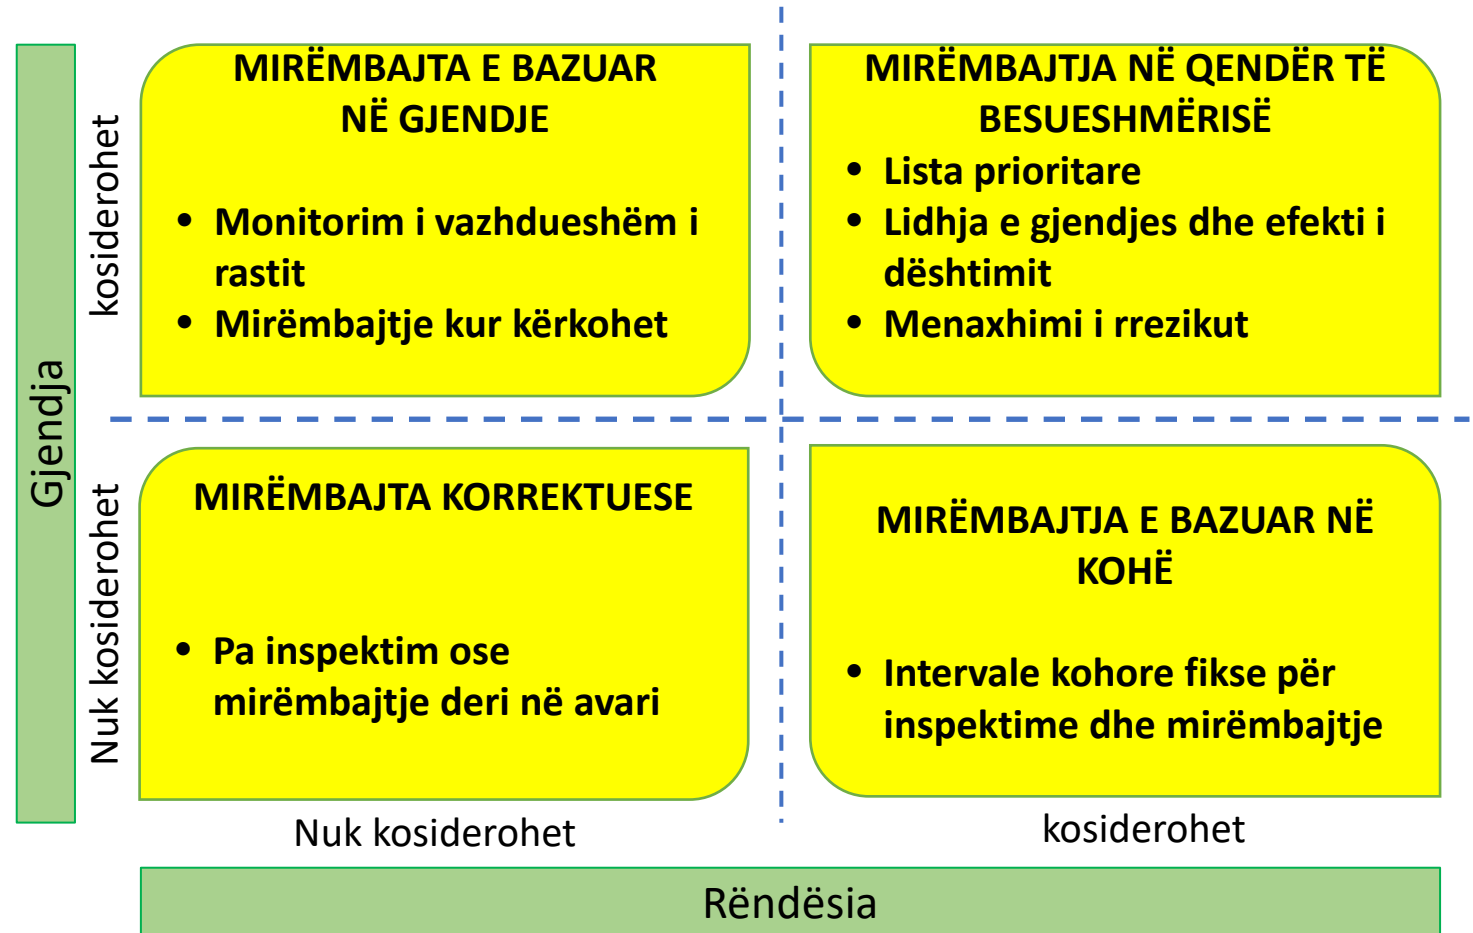 Gjendja
kosiderohet
MIRËMBAJTA E BAZUAR
NË GJENDJE
• Monitorim i vazhdueshëm i
rastit
• Mirëmbajtje kur kërkohet
MIRËMBAJTJA NË QENDËR TË
BESUESHMËRISË
• Lista prioritare
• Lidhja e gjendjes dhe efekti i
dështimit
• Menaxhimi i rrezikut
Nuk kosiderohet
MIRËMBAJTA KORREKTUESE
• Pa inspektim ose
mirëmbajtje deri në avari
MIRËMBAJTJA E BAZUAR NË
KOHË
• Intervale kohore fikse për
inspektime dhe mirëmbajtje
Nuk kosiderohet
kosiderohet
Rëndësia